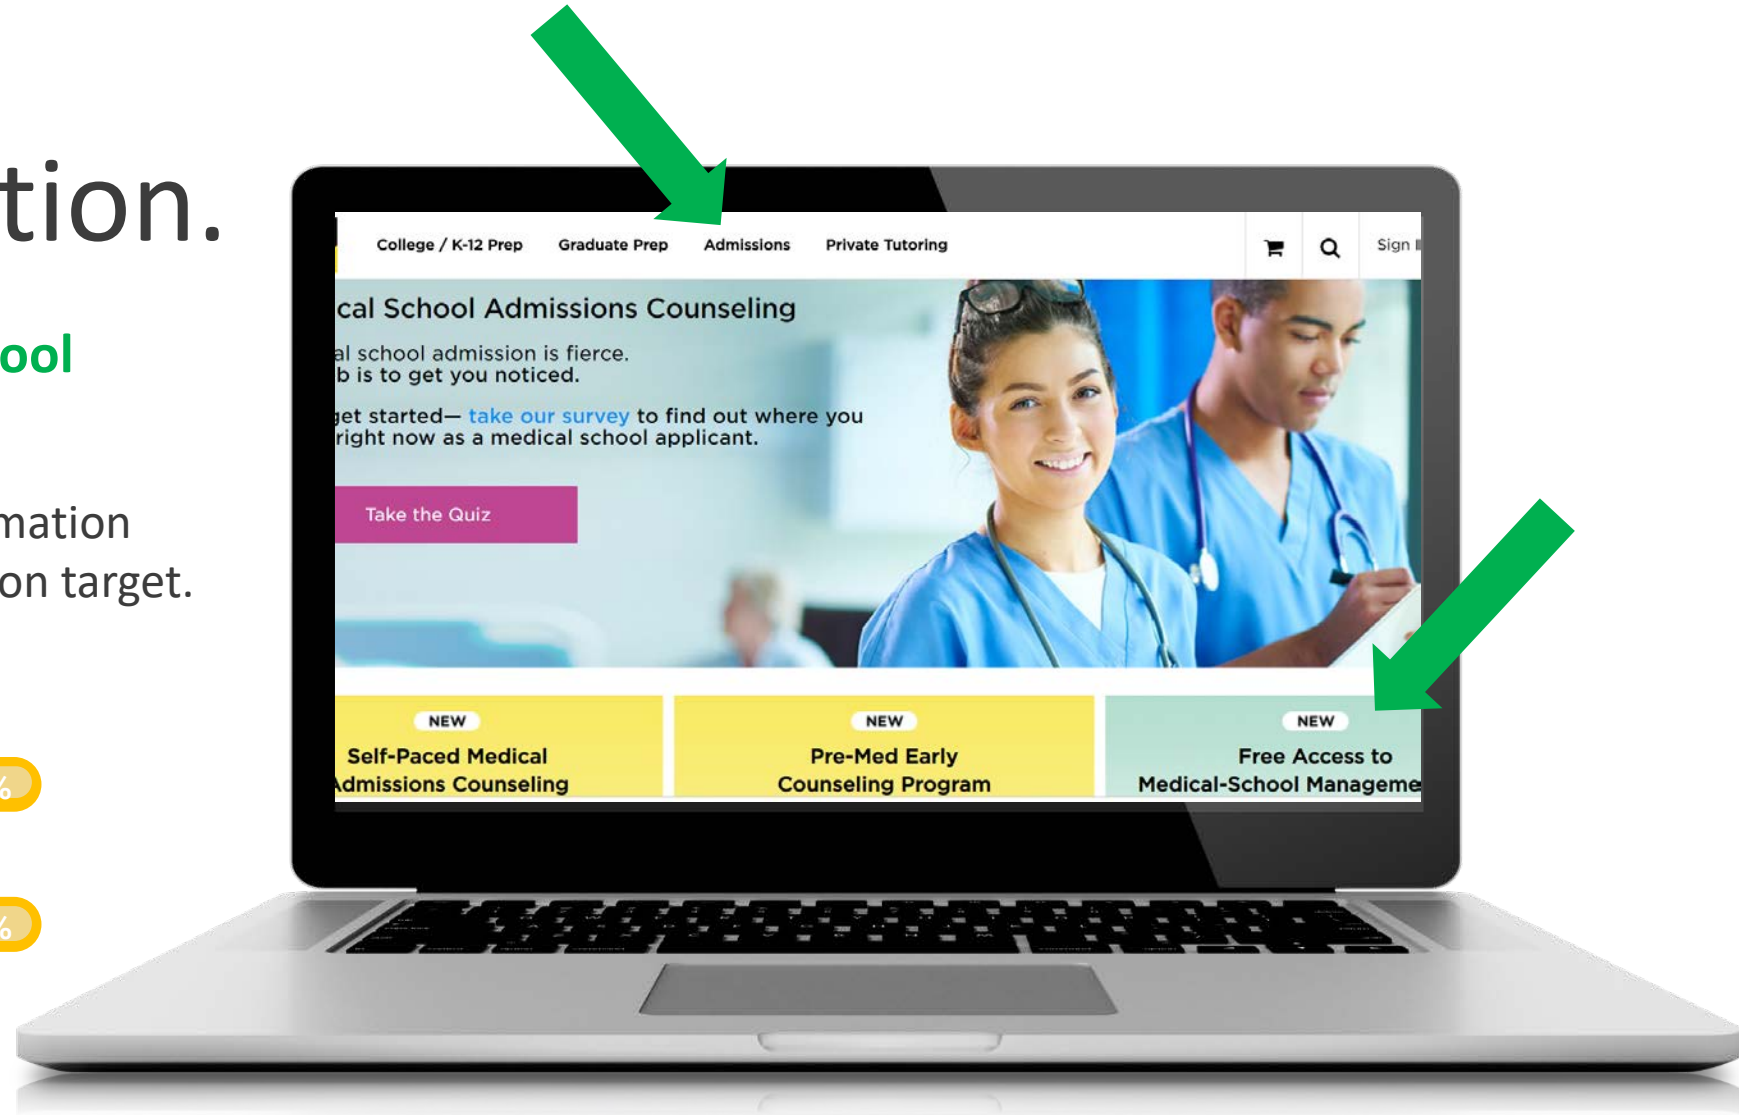 tion.
ool
mation
on target.
%
%
College / K-12 Prep Graduate Prep Admissions Private Tutoring Sign
cal School Admissions Counseling
al school admission is fierce.
b is to get you noticed.
get started— take our survey to find out where you
right now as a medical school applicant.
Take the Quiz
NEW
Self-Paced Medical
Admissions Counseling
NEW
Pre-Med Early
Counseling Program
NEW
Free Access to
Medical-School Manageme